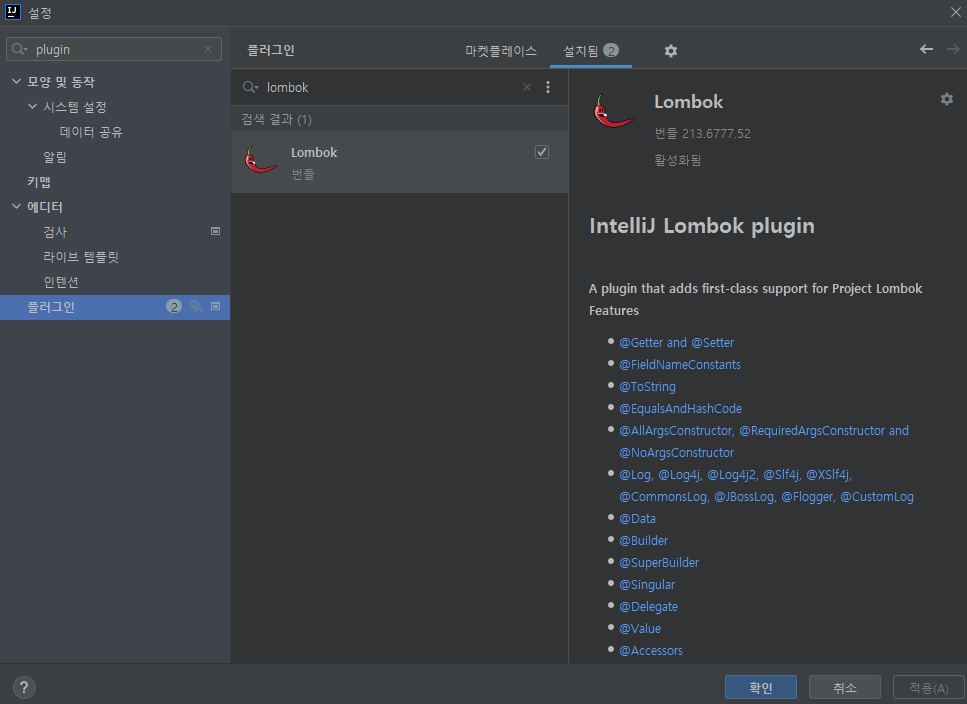 설정
plugin
모양 및 동작
시스템 설정
데이터 공유
알림
키맵
에디터
검사
라이브 템플릿
인텐션
플러그인 2
플러그인
마켓플레이스
설치됨 2
lombok
검색 결과 (1)
Lombok
번들
Lombok
번들 213.6777.52
활성화됨
IntelliJ Lombok plugin
A plugin that adds first-class support for Project Lombok
Features
@Getter and @Setter
@FieldNameConstants
@ToString
@EqualsAndHashCode
@AllArgsConstructor, @RequiredArgsConstructor and
@NoArgsConstructor
@Log, @Log4j, @Log4j2, @Slf4j, @XSlf4j,
@CommonsLog, @JBossLog, @Flogger, @CustomLog
@Data
@Builder
@SuperBuilder
@Singular
@Delegate
@Value
@Accessors
?
확인
취소
적용(A)